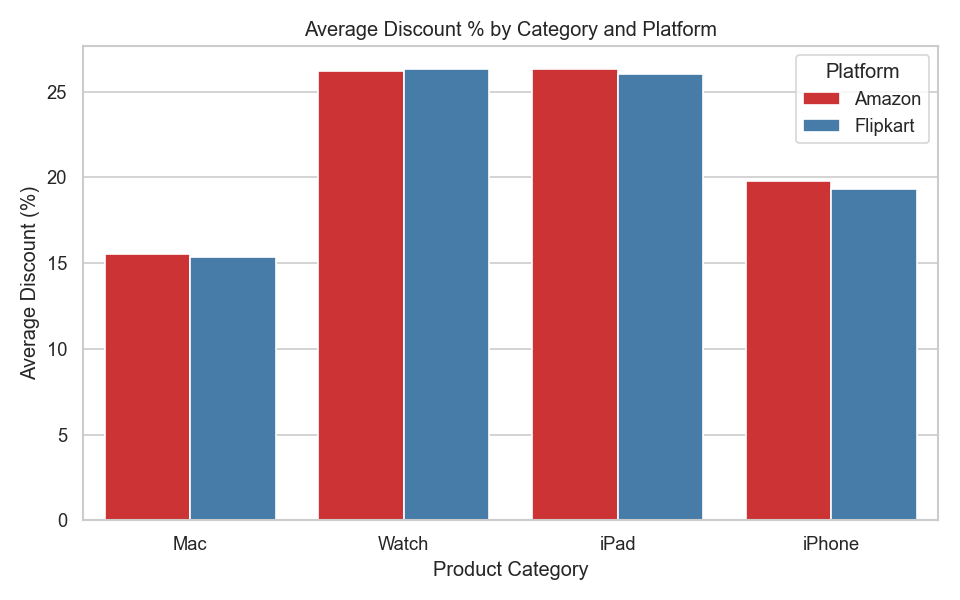 Average Discount % by Category and Platform
Platform
Amazon
Flipkart
25
20
15
10
5
0
Average Discount (%)
Mac Watch iPad iPhone
Product Category